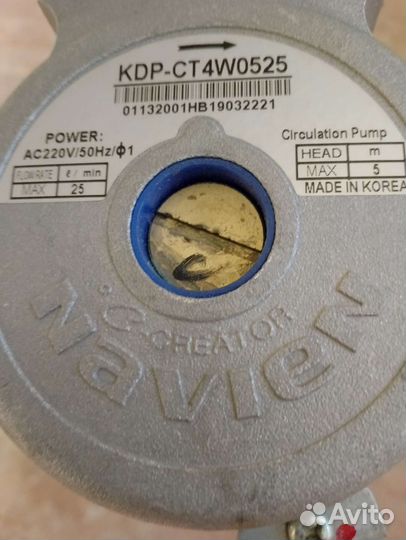 KDP-CT4W0525
01132001HB19032221
POWER:
AC220V/50Hz/ϕ1
FLOW RATE ℓ / min
MAX 25
Circulation Pump
HEAD m
MAX 5
MADE IN KOREA
CREATOR
NAVIEN
Avito